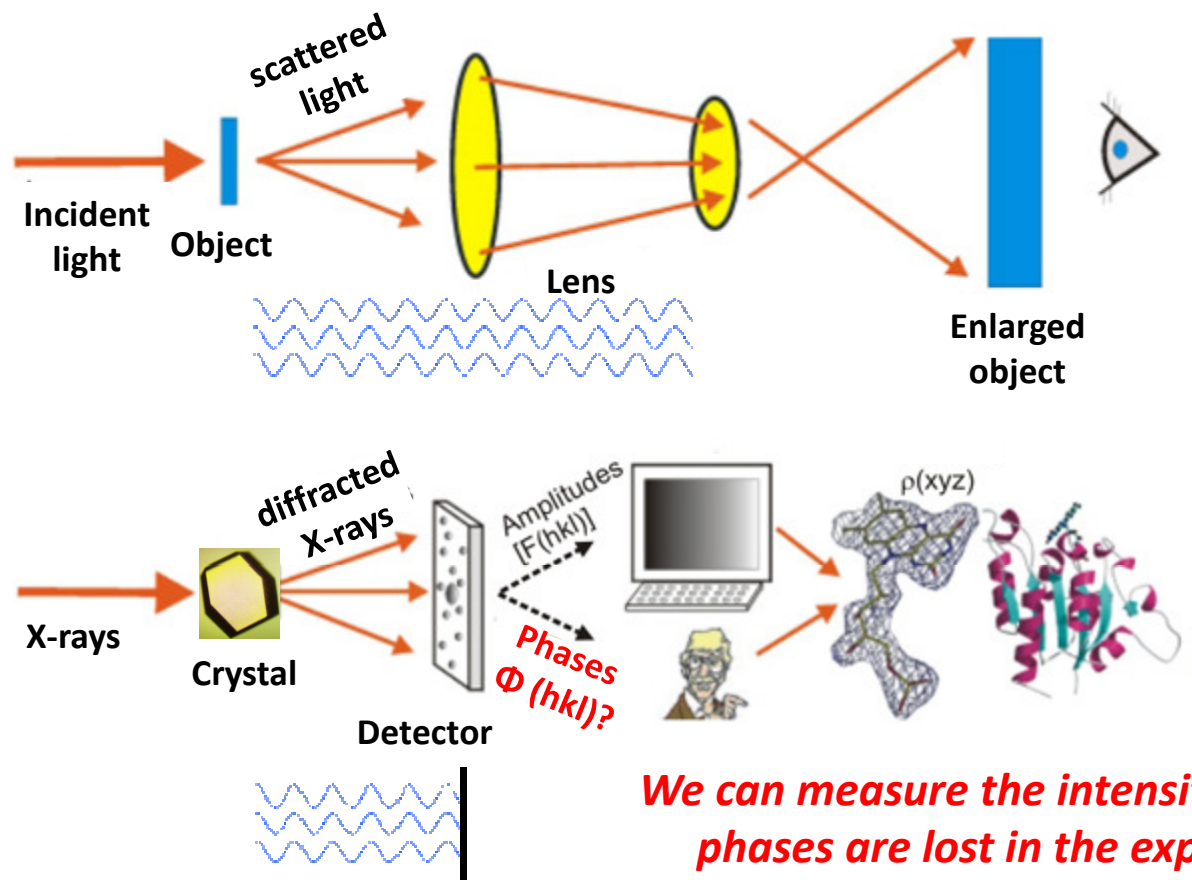 scattered
light
Incident
light
Object
Lens
Enlarged
object
diffracted
X-rays
Amplitudes
[F(hkl)]
ρ(xyz)
X-rays
Crystal
Phases
Φ (hkl)?
Detector
We can measure the intensi
phases are lost in the exp